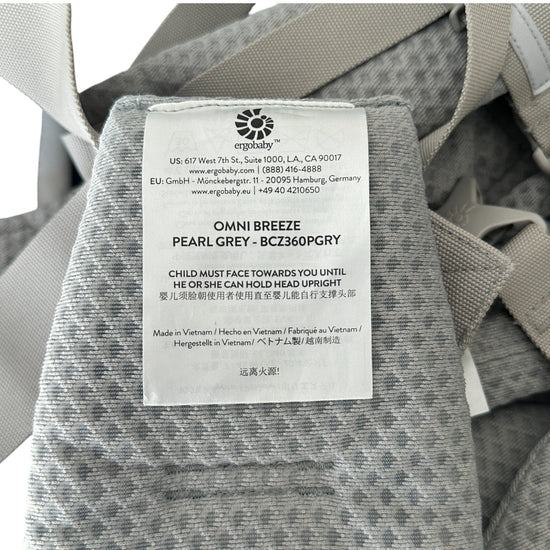 ergobaby™
US: 617 West 7th St., Suite 1000, L.A., CA 90017
www.ergobaby.com | (888) 416-4888
EU: GmbH - Mönckebergstr. 11 - 20095 Hamburg, Germany
www.ergobaby.eu | +49 40 4210650
OMNI BREEZE
PEARL GREY - BCZ360PGRY
CHILD MUST FACE TOWARDS YOU UNTIL
HE OR SHE CAN HOLD HEAD UPRIGHT
婴儿须脸朝使用者使用直至婴儿能自行支撑头部
Made in Vietnam / Hecho en Vietnam / Fabriqué au Vietnam /
Hergestellt in Vietnam / ベトナム製 / 越南制造
远离火源!